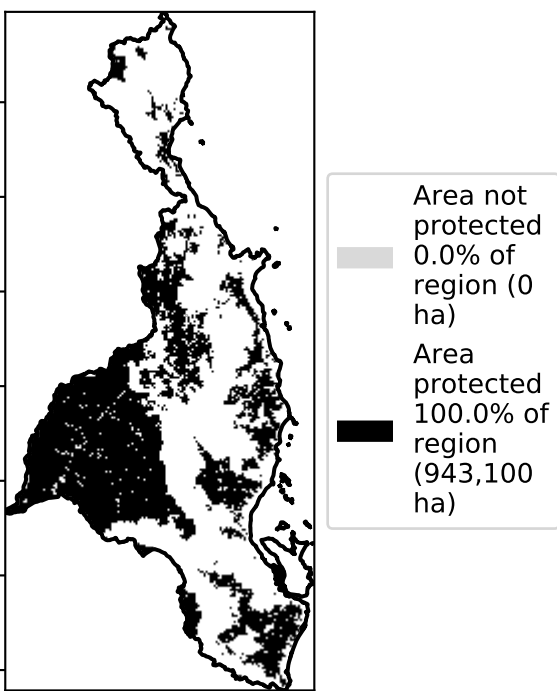 Area not
protected
0.0% of
region (0
ha)
Area
protected
100.0% of
region
(943,100
ha)